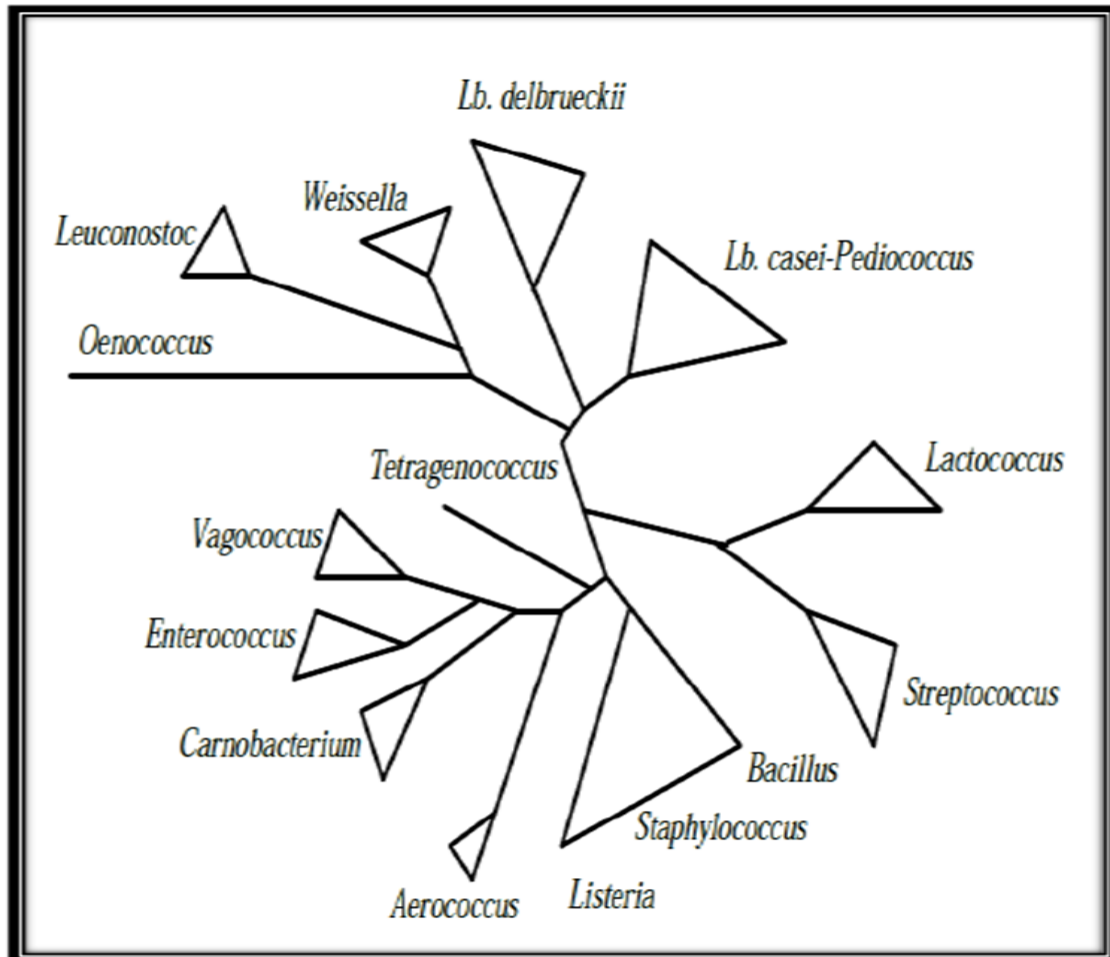 Lb. delbrueckii
Weissella
Leuconostoc
Lb. casei-Pediococcus
Oenococcus
Tetragenococcus
Lactococcus
Vagococcus
Enterococcus
Streptococcus
Carnobacterium
Bacillus
Staphylococcus
Listeria
Aerococcus